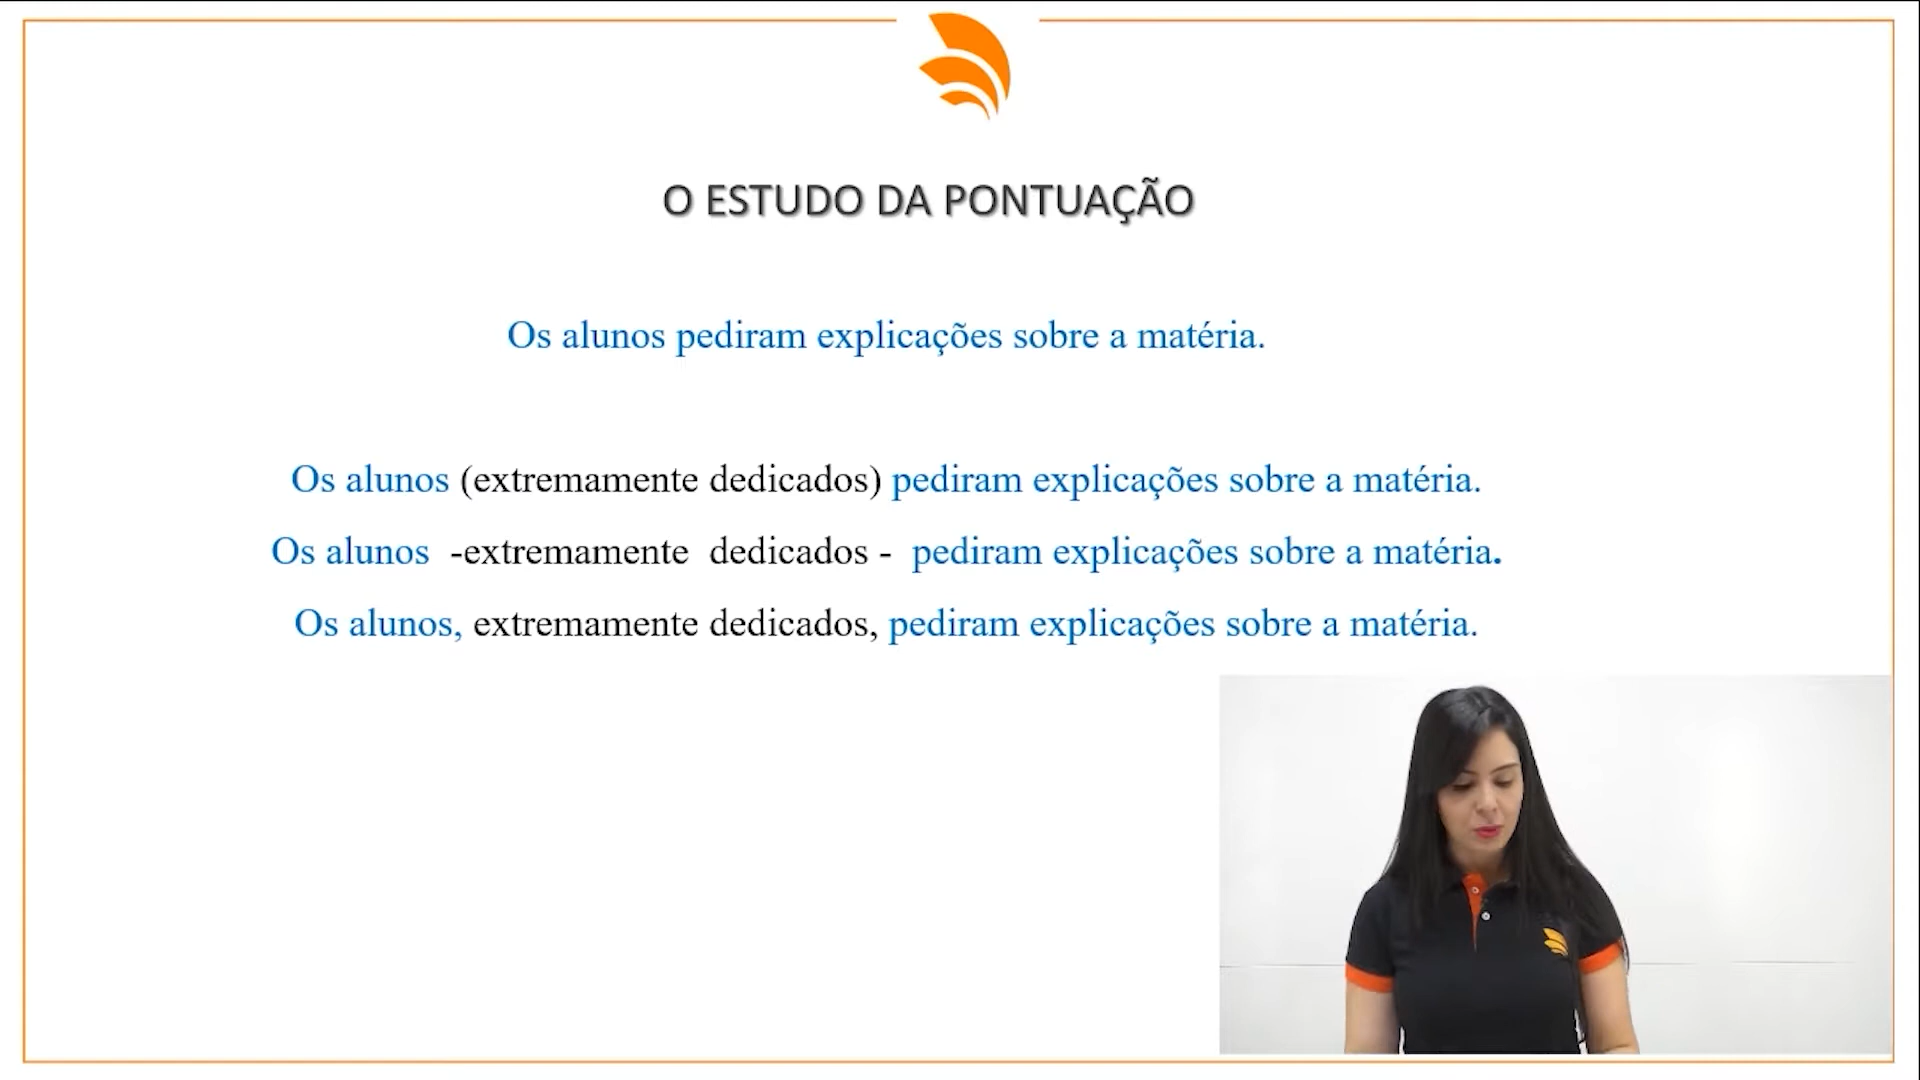 O ESTUDO DA PONTUAÇÃO
Os alunos pediram explicações sobre a matéria.
Os alunos (extremamente dedicados) pediram explicações sobre a matéria.
Os alunos -extremamente dedicados - pediram explicações sobre a matéria.
Os alunos, extremamente dedicados, pediram explicações sobre a matéria.